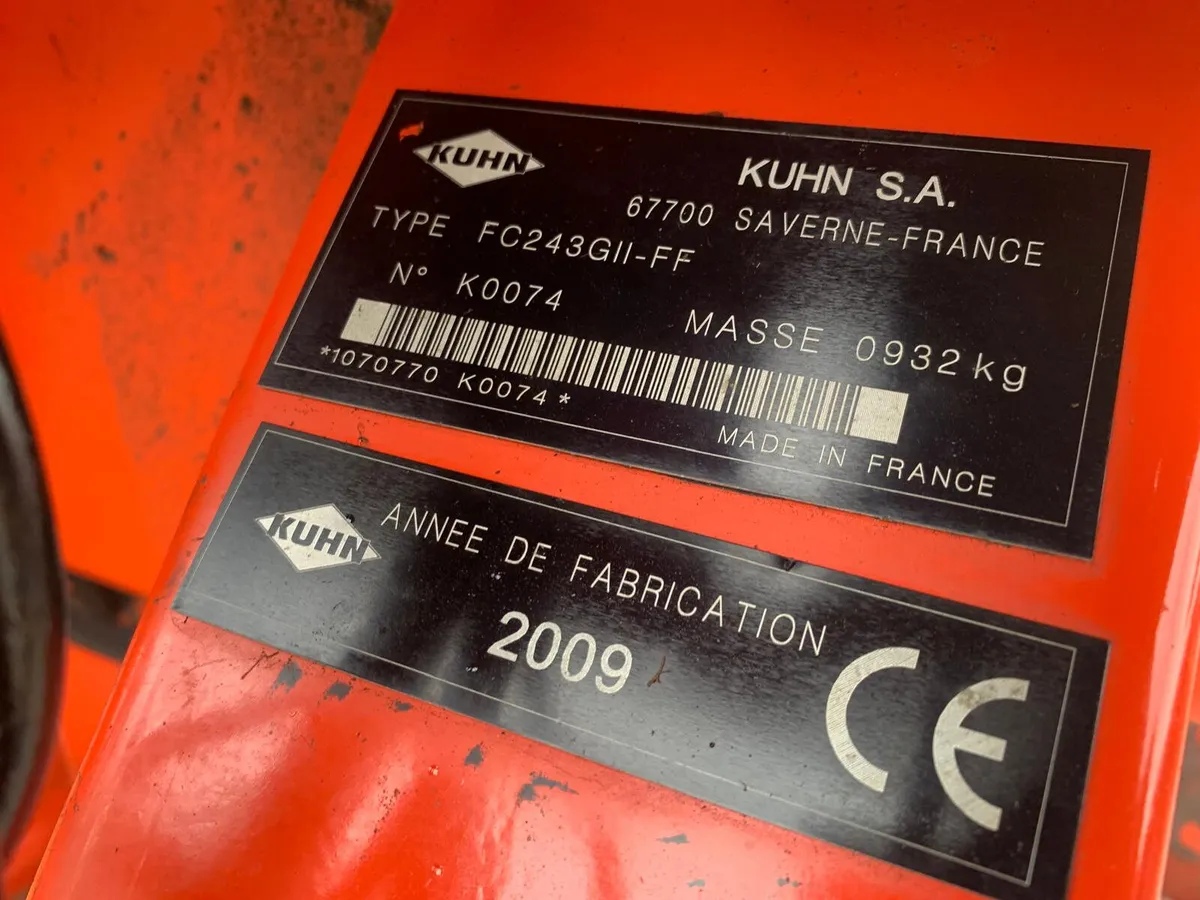 KUHN
KUHN S.A.
67700 SAVERNE-FRANCE
TYPE FC243GII-FF
N° K0074
MASSE 0932 kg
*1070770 K0074*
MADE IN FRANCE
KUHN
ANNEE DE FABRICATION
2009
CE